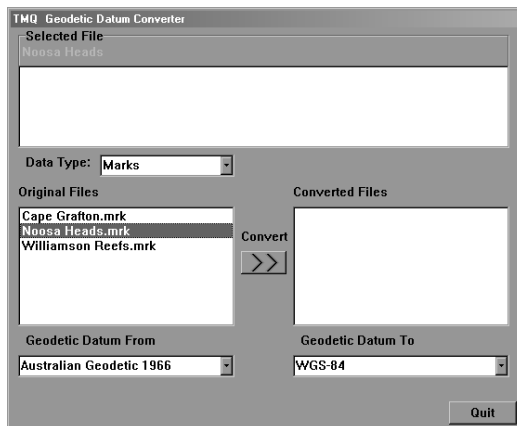 TMQ Geodetic Datum Converter
Selected File
Noosa Heads
Data Type: Marks
Original Files
Converted Files
Cape Grafton.mrk
Noosa Heads.mrk
Williamson Reefs.mrk
Convert
>>
Geodetic Datum From
Geodetic Datum To
Australian Geodetic 1966
WGS-84
Quit